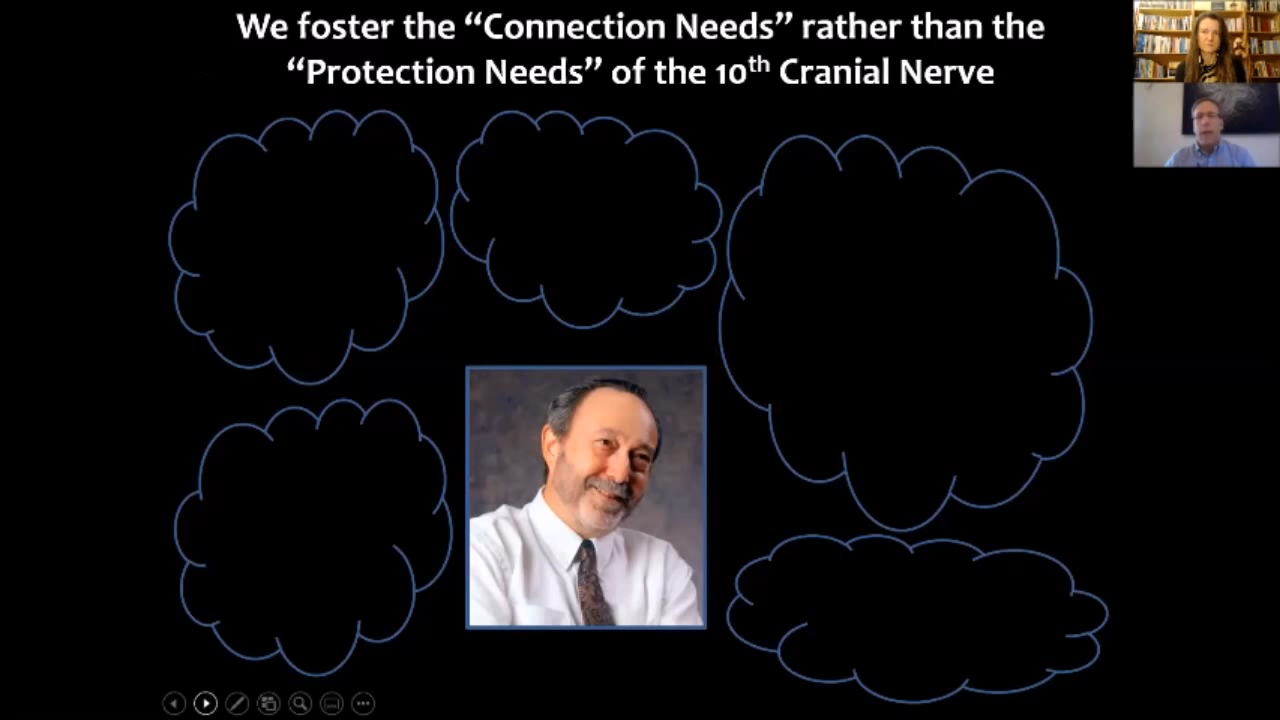 We foster the “Connection Needs” rather than the
“Protection Needs” of the 10th Cranial Nerve